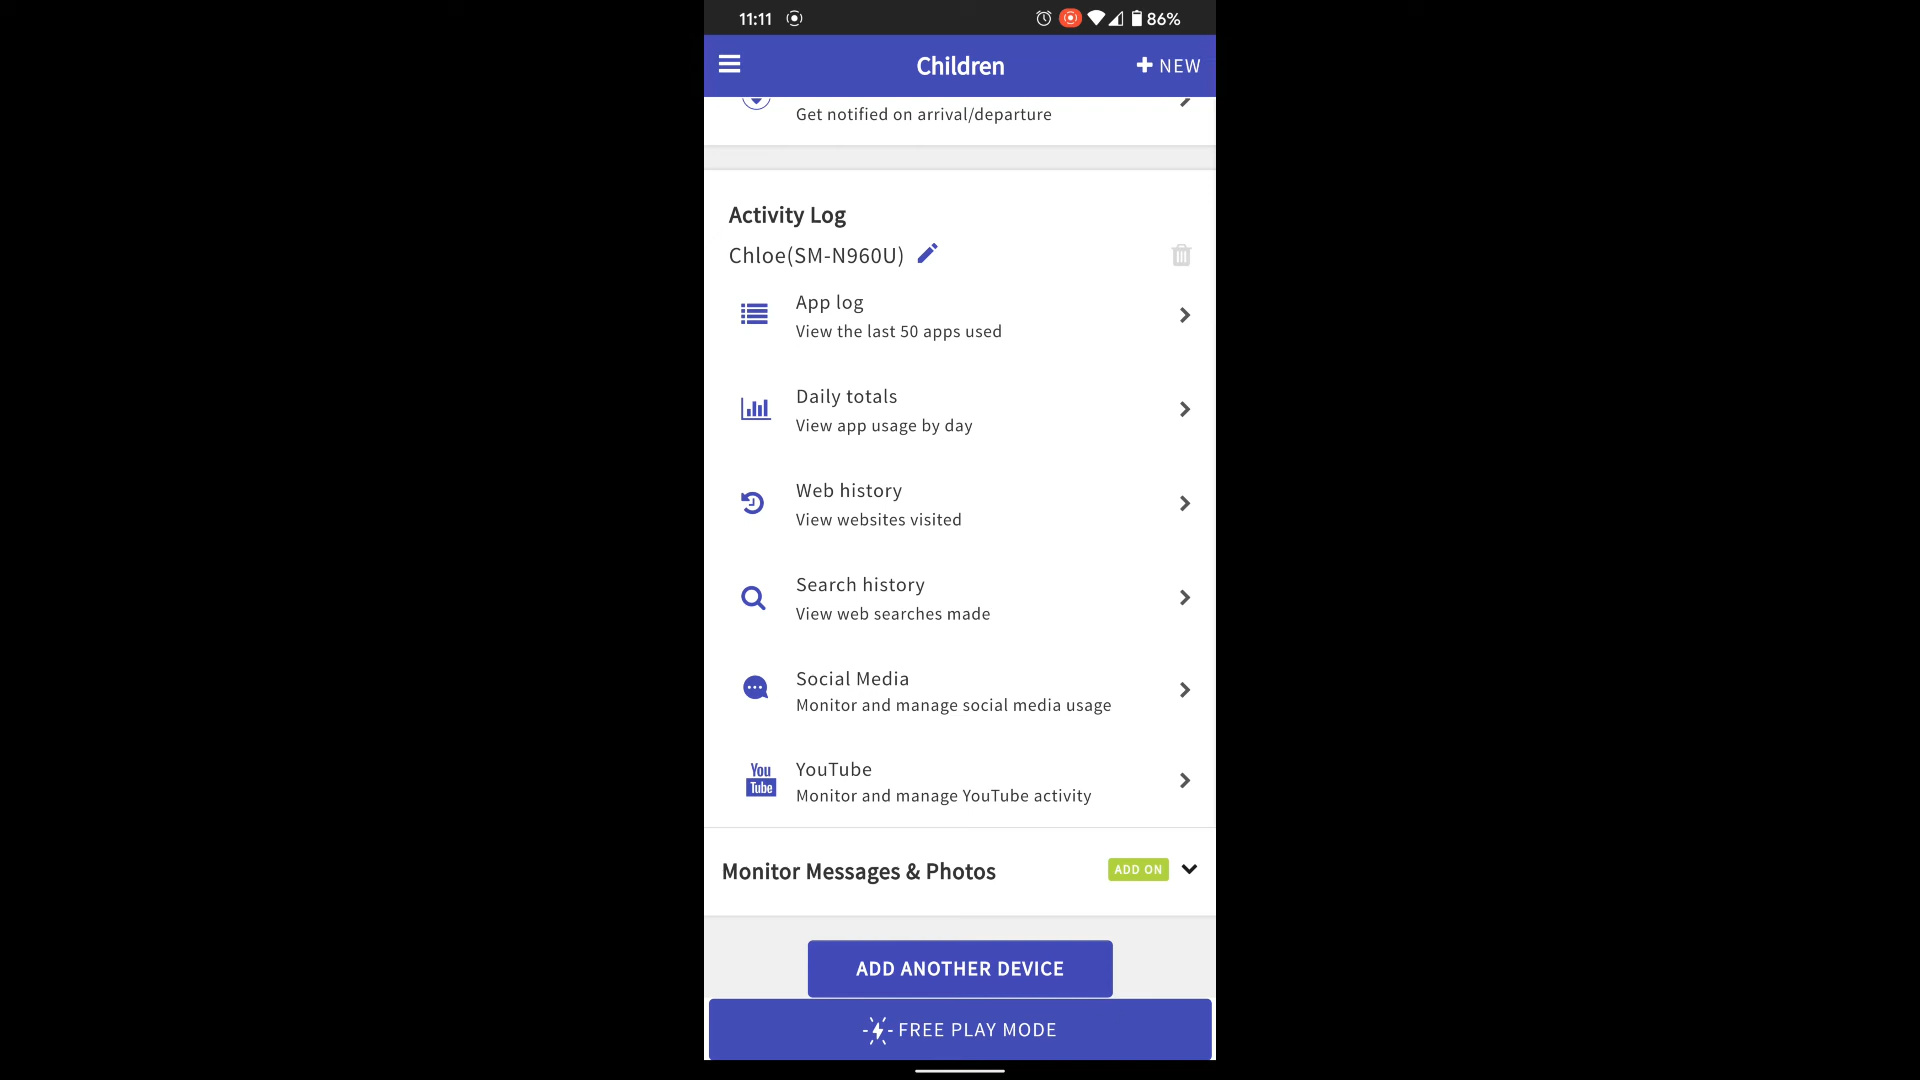 11:11
86%
Children
NEW
Get notified on arrival/departure
Activity Log
Chloe(SM-N960U)
App log
View the last 50 apps used
Daily totals
View app usage by day
Web history
View websites visited
Search history
View web searches made
Social Media
Monitor and manage social media usage
You
Tube
YouTube
Monitor and manage YouTube activity
Monitor Messages & Photos
ADD ON
ADD ANOTHER DEVICE
FREE PLAY MODE